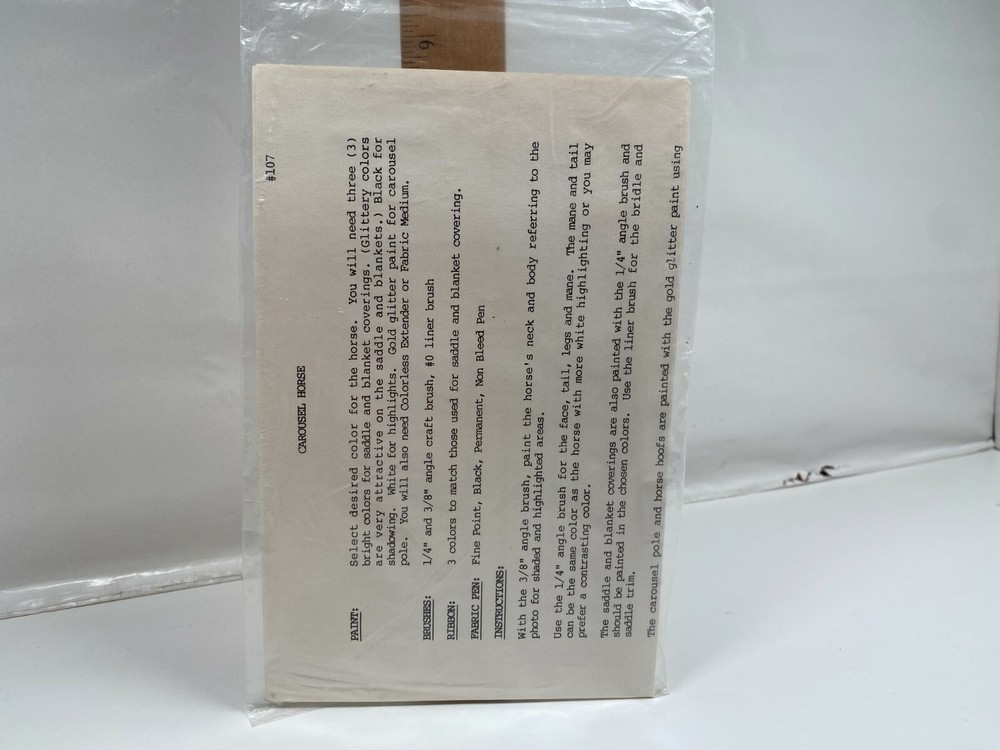 #107
CAROUSEL HORSE
PAINT: Select desired color for the horse. You will need three (3)
bright colors for saddle and blanket coverings. (Glittery colors
are very attractive on the saddle and blankets.) Black for
shadowing. White for highlights. Gold glitter paint for carousel
pole. You will also need Colorless Extender or Fabric Medium.
BRUSHES: 1/4" and 3/8" angle craft brush, #0 liner brush
RIBBON: 3 colors to match those used for saddle and blanket covering.
FABRIC PEN: Fine Point, Black, Permanent, Non Bleed Pen
INSTRUCTIONS:
With the 3/8" angle brush, paint the horse's neck and body referring to the
photo for shaded and highlighted areas.
Use the 1/4" angle brush for the face, tail, legs and mane. The mane and tail
can be the same color as the horse with more white highlighting or you may
prefer a contrasting color.
The saddle and blanket coverings are also painted with the 1/4" angle brush and
should be painted in the chosen colors. Use the liner brush for the bridle and
saddle trim.
The carousel pole and horse hoofs are painted with the gold glitter paint using
6